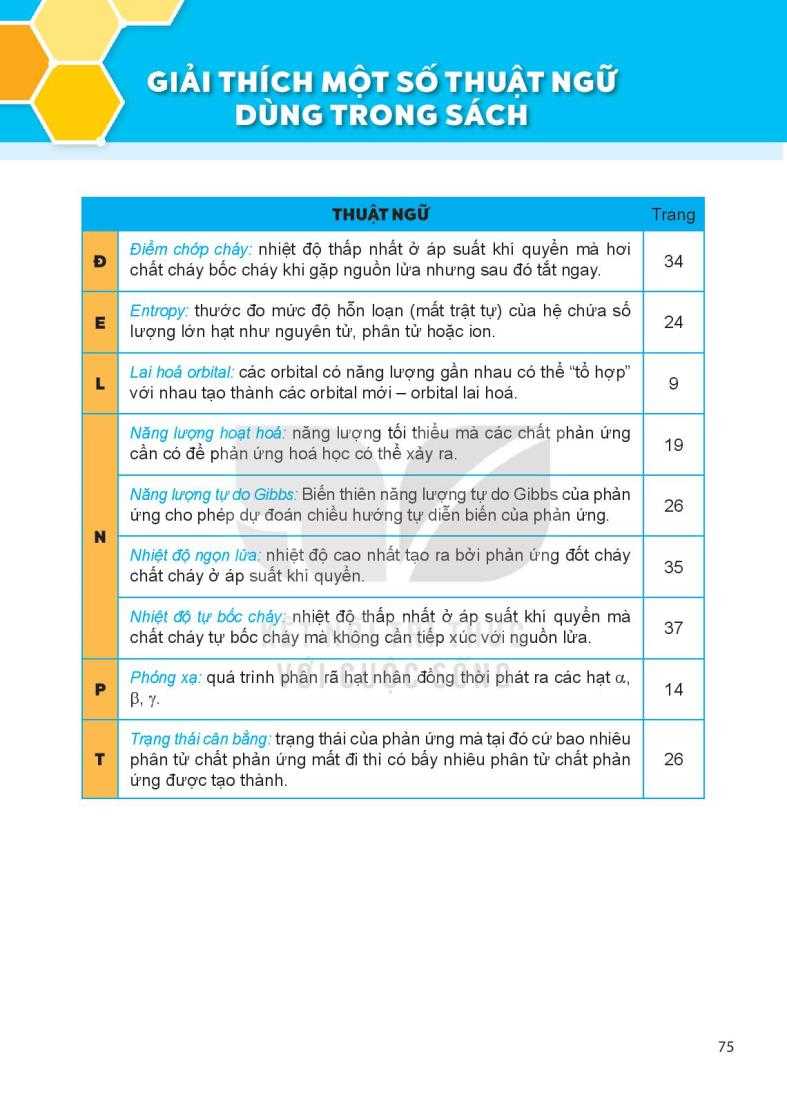 GIẢI THÍCH MỘT SỐ THUẬT NGỮ
DÙNG TRONG SÁCH
THUẬT NGỮ Trang
Đ
Điểm chớp cháy: nhiệt độ thấp nhất ở áp suất khí quyển mà hơi
chất cháy bốc cháy khi gặp nguồn lửa nhưng sau đó tắt ngay.
34
E
Entropy: thước đo mức độ hỗn loạn (mất trật tự) của hệ chứa số
lượng lớn hạt như nguyên tử, phân tử hoặc ion.
24
L
Lai hoá orbital: các orbital có năng lượng gần nhau có thể “tổ hợp”
với nhau tạo thành các orbital mới – orbital lai hoá.
9
N
Năng lượng hoạt hoá: năng lượng tối thiểu mà các chất phản ứng
cần có để phản ứng hoá học có thể xảy ra.
19
Năng lượng tự do Gibbs: Biến thiên năng lượng tự do Gibbs của phản
ứng cho phép dự đoán chiều hướng tự diễn biến của phản ứng.
26
Nhiệt độ ngọn lửa: nhiệt độ cao nhất tạo ra bởi phản ứng đốt cháy
chất cháy ở áp suất khí quyển.
35
Nhiệt độ tự bốc cháy: nhiệt độ thấp nhất ở áp suất khí quyển mà
chất cháy tự bốc cháy mà không cần tiếp xúc với nguồn lửa.
37
P
Phóng xạ: quá trình phân rã hạt nhân đồng thời phát ra các hạt α,
β, γ.
14
T
Trạng thái cân bằng: trạng thái của phản ứng mà tại đó cứ bao nhiêu
phân tử chất phản ứng mất đi thì có bấy nhiêu phân tử chất phản
ứng được tạo thành.
26
KẾT NỐI TRI THỨC
VỚI CUỘC SỐNG
75